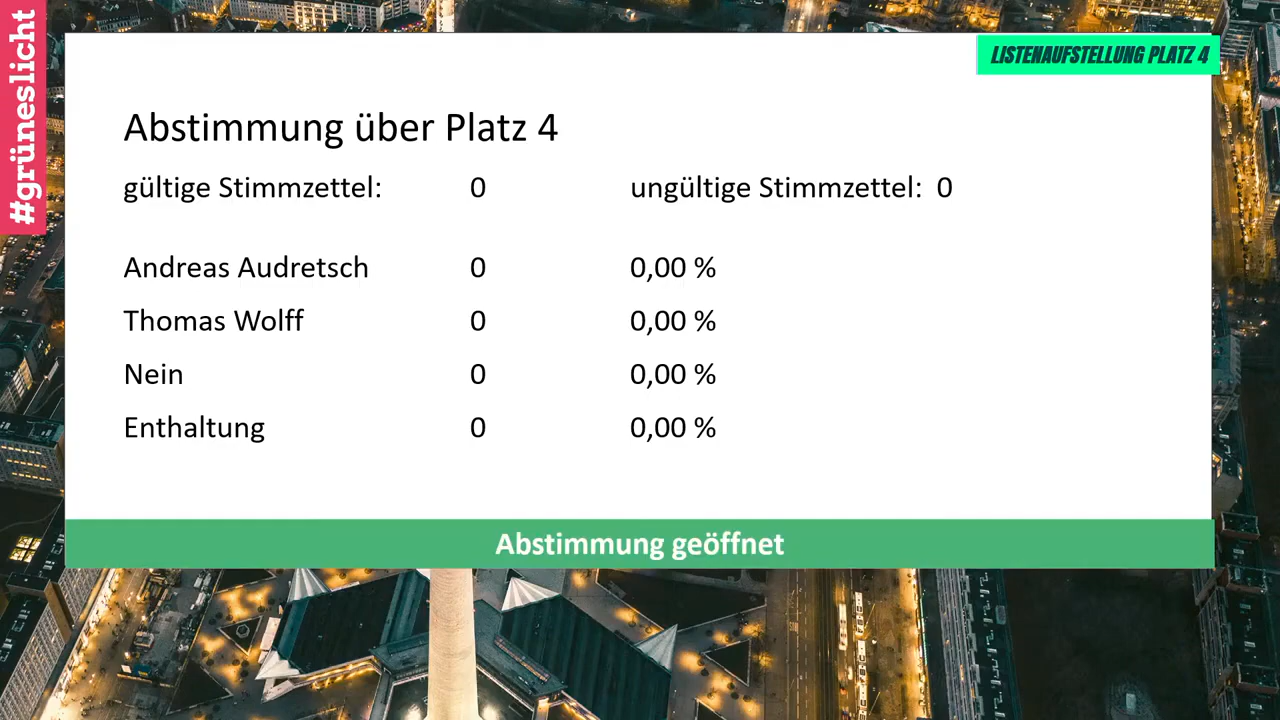 #grüneslicht
LISTENAUFSTELLUNG PLATZ 4
Abstimmung über Platz 4
gültige Stimmzettel: 0 ungültige Stimmzettel: 0
Andreas Audretsch 0 0,00 %
Thomas Wolff 0 0,00 %
Nein 0 0,00 %
Enthaltung 0 0,00 %
Abstimmung geöffnet